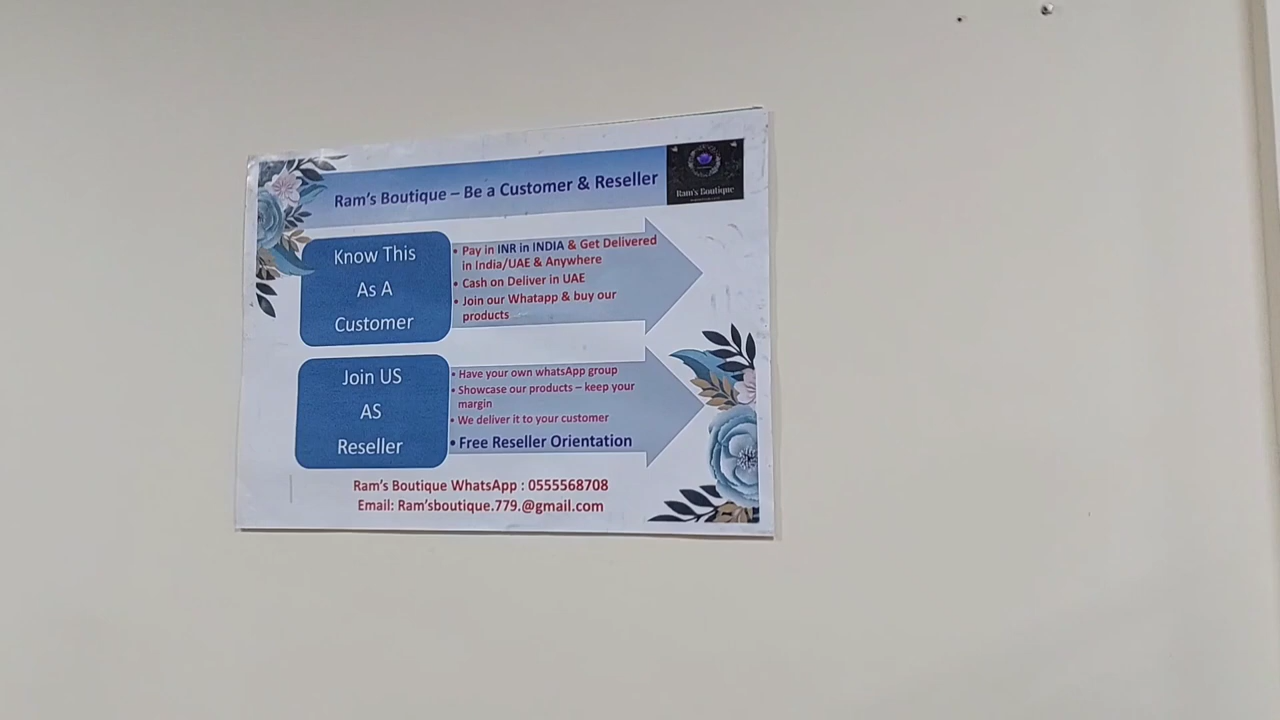 Ram's Boutique – Be a Customer & Reseller
Ram's Boutique
Know This
As A
Customer
• Pay in INR in INDIA & Get Delivered
in India/UAE & Anywhere
• Cash on Deliver in UAE
• Join our Whatapp & buy our
products
Join US
AS
Reseller
• Have your own whatsApp group
• Showcase our products – keep your
margin
• We deliver it to your customer
• Free Reseller Orientation
Ram's Boutique WhatsApp : 0555568708
Email: Ram'sboutique.779.@gmail.com